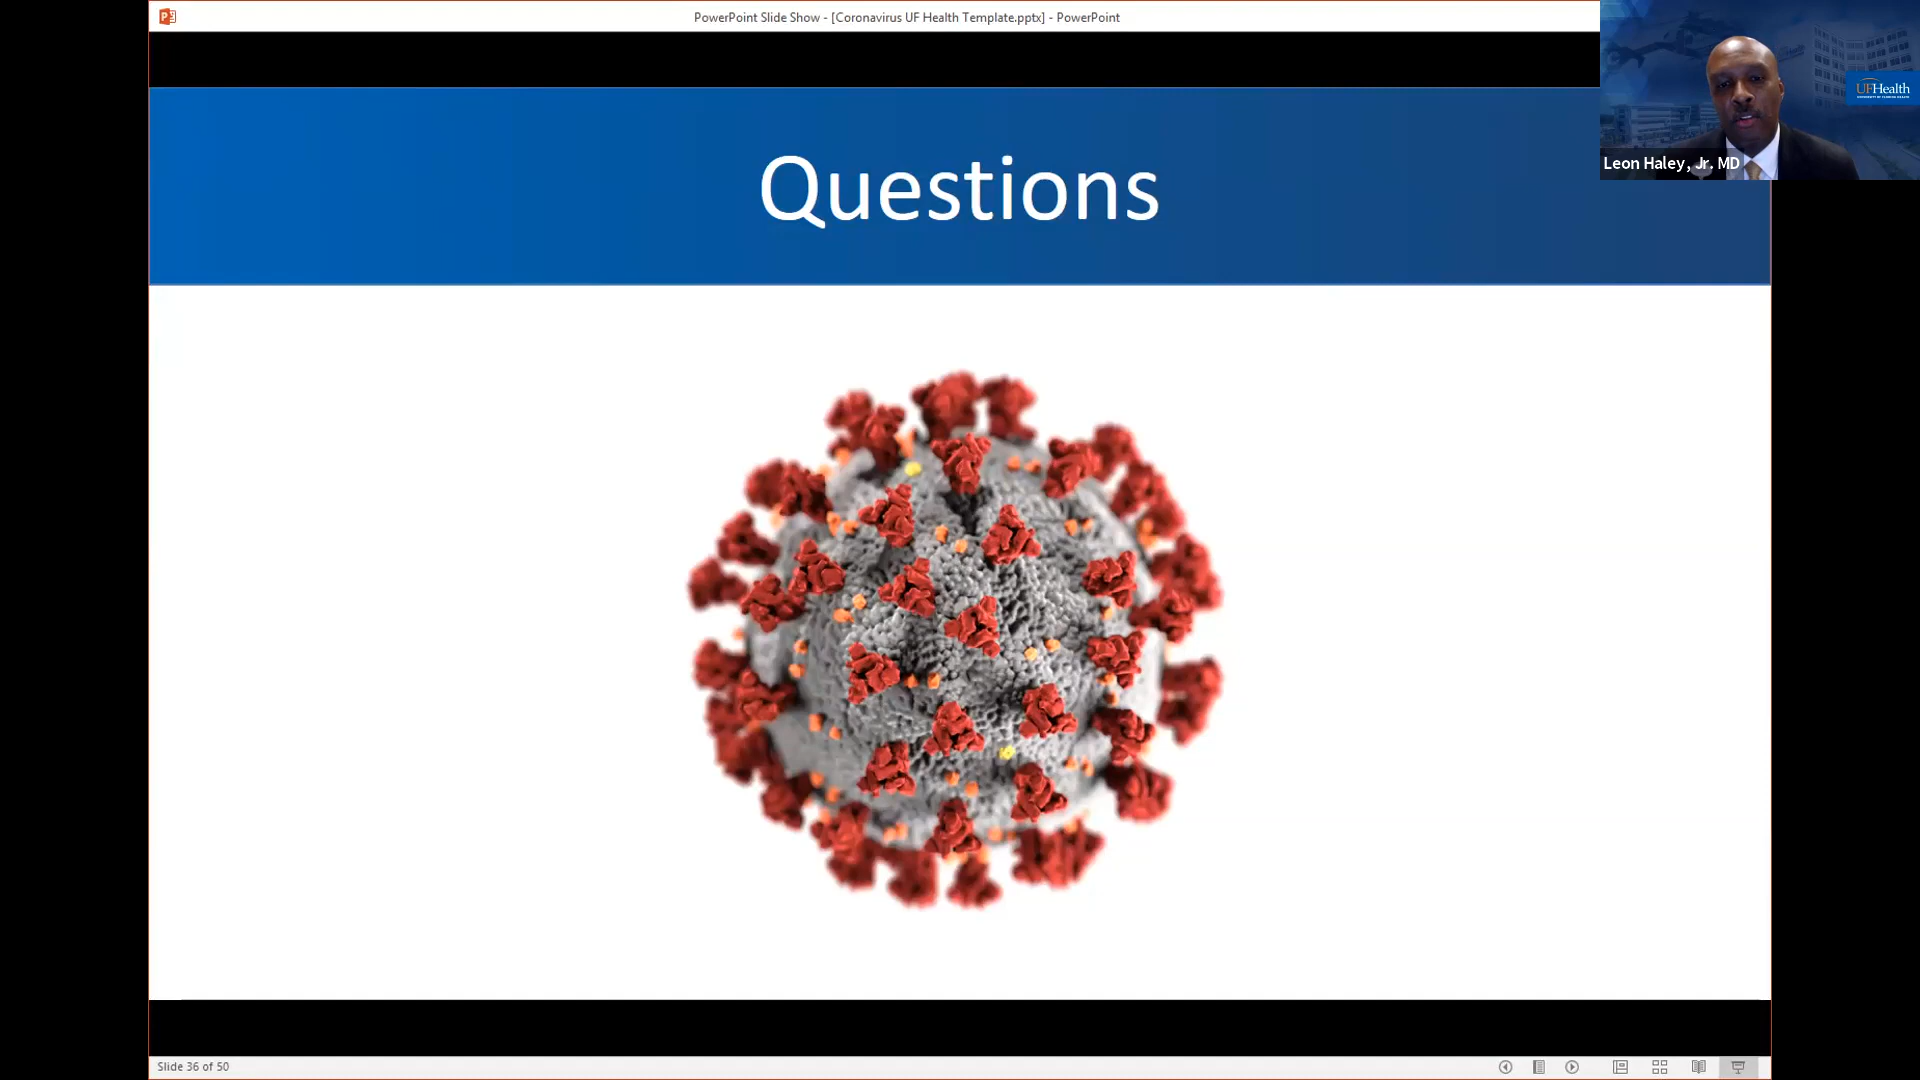 PowerPoint Slide Show - [Coronavirus UF Health Template.pptx] - PowerPoint
UFHealth
Leon Haley, Jr. MD
Questions
Slide 36 of 50